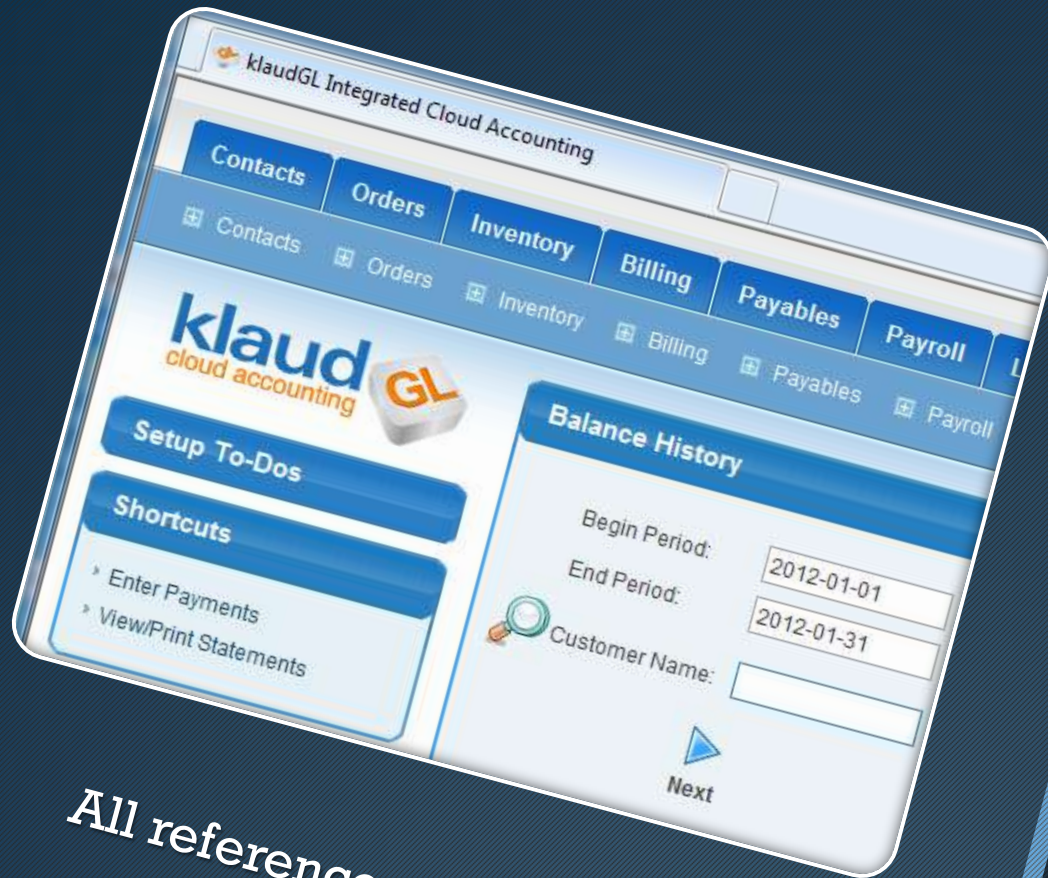 klaudGL Integrated Cloud Accounting
Contacts Orders Inventory Billing Payables Payroll
Contacts Orders Inventory Billing Payables Payroll
klaud GL
cloud accounting
Setup To-Dos
Shortcuts
Enter Payments
View/Print Statements
Balance History
Begin Period: 2012-01-01
End Period: 2012-01-31
Customer Name:
Next
All